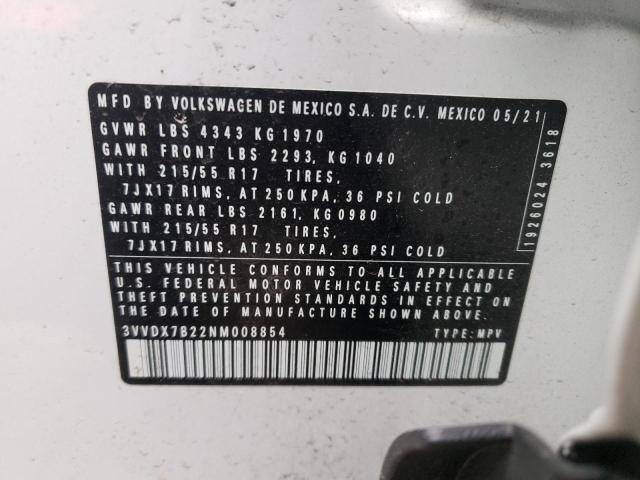 MFD BY VOLKSWAGEN DE MEXICO S.A. DE C.V. MEXICO 05/21
GVWR LBS 4343 KG 1970
GAWR FRONT LBS 2293, KG 1040
WITH 215/55 R17 TIRES,
7JX17 RIMS, AT 250 KPA, 36 PSI COLD
GAWR REAR LBS 2161, KG 0980
WITH 215/55 R17 TIRES,
7JX17 RIMS, AT 250 KPA, 36 PSI COLD
THIS VEHICLE CONFORMS TO ALL APPLICABLE
U.S. FEDERAL MOTOR VEHICLE SAFETY AND
THEFT PREVENTION STANDARDS IN EFFECT ON
THE DATE OF MANUFACTURE SHOWN ABOVE.
3VVDX7B22NM008854 TYPE: MPV
1926024 3618